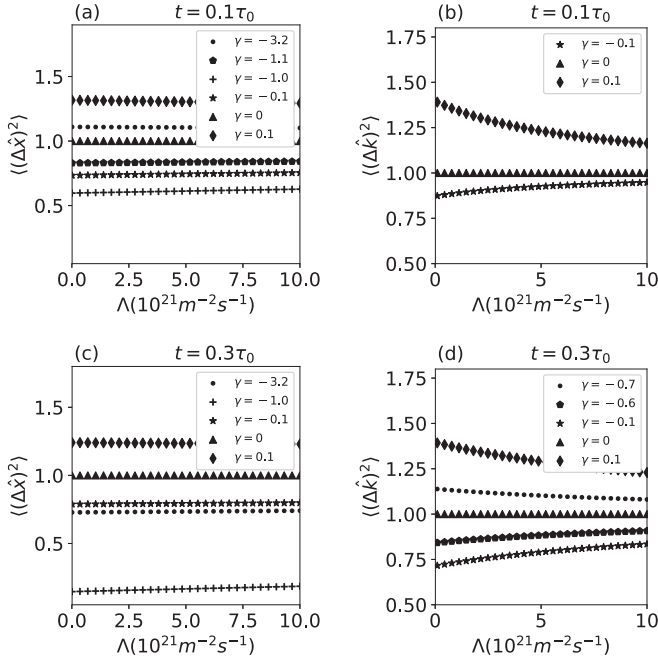 (a) t = 0.1τ₀
⟨(Δx̂)²⟩
1.5
1.0
0.5
γ = −3.2
γ = −1.1
γ = −1.0
γ = −0.1
γ = 0
γ = 0.1
0.0 2.5 5.0 7.5 10.0
Λ(10²¹m⁻²s⁻¹)
(b) t = 0.1τ₀
⟨(Δk̂)²⟩
1.75
1.50
1.25
1.00
0.75
0.50
γ = −0.1
γ = 0
γ = 0.1
0 5 10
Λ(10²¹m⁻²s⁻¹)
(c) t = 0.3τ₀
⟨(Δx̂)²⟩
1.5
1.0
0.5
γ = −3.2
γ = −1.0
γ = −0.1
γ = 0
γ = 0.1
0.0 2.5 5.0 7.5 10.0
Λ(10²¹m⁻²s⁻¹)
(d) t = 0.3τ₀
⟨(Δk̂)²⟩
1.75
1.50
1.25
1.00
0.75
0.50
γ = −0.7
γ = −0.6
γ = −0.1
γ = 0
γ = 0.1
0 5 10
Λ(10²¹m⁻²s⁻¹)